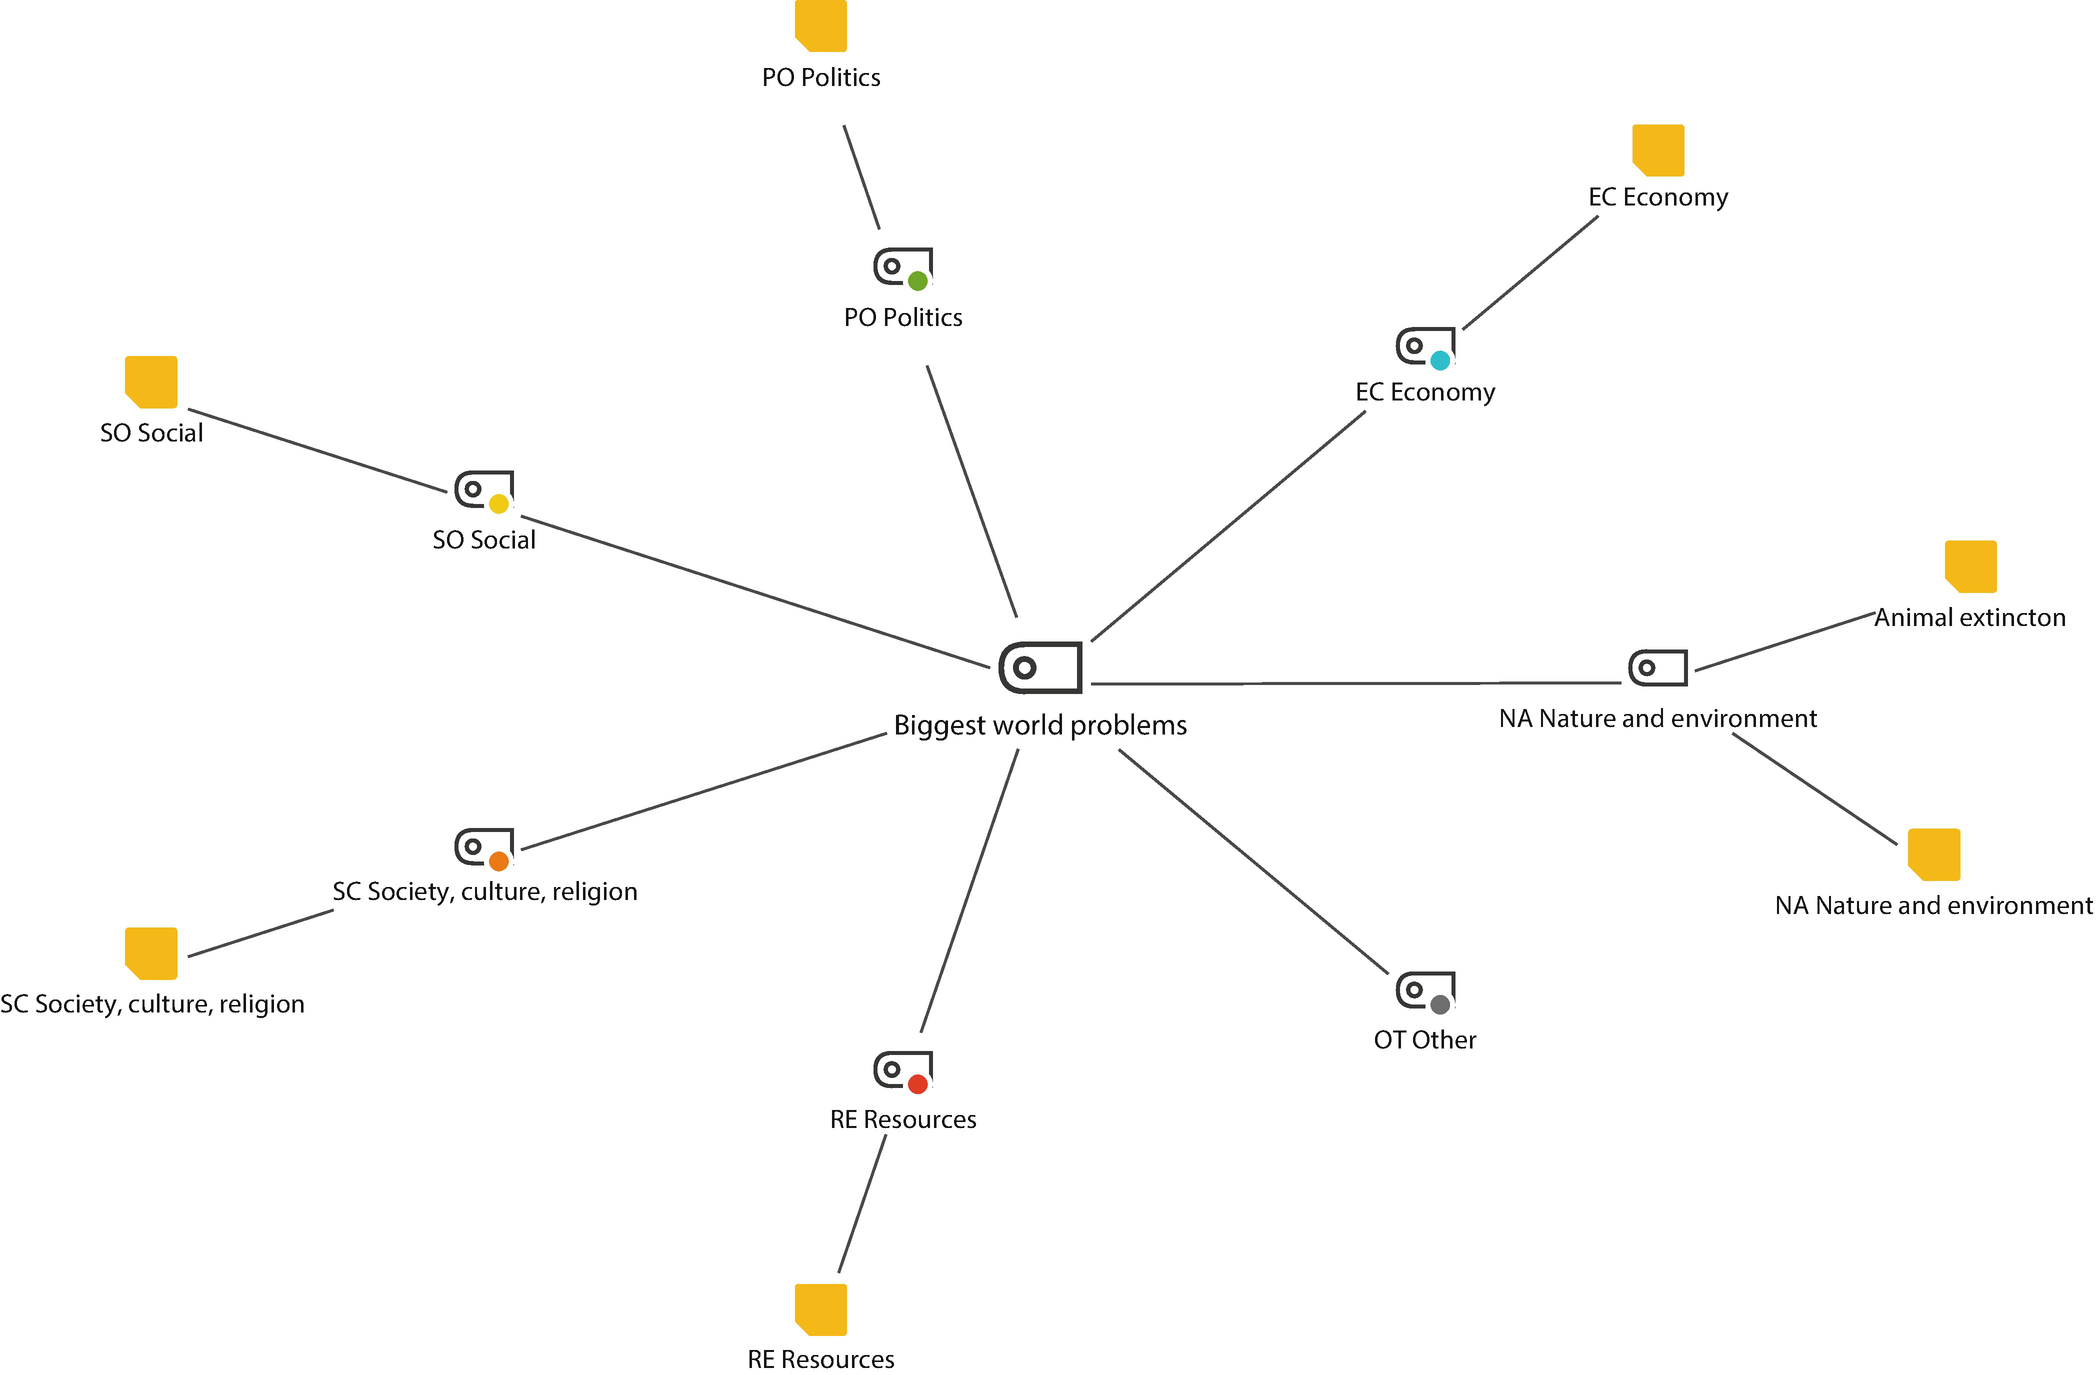 PO Politics
EC Economy
PO Politics
EC Economy
SO Social
SO Social
Animal extincton
Biggest world problems
NA Nature and environment
SC Society, culture, religion
NA Nature and environment
SC Society, culture, religion
OT Other
RE Resources
RE Resources